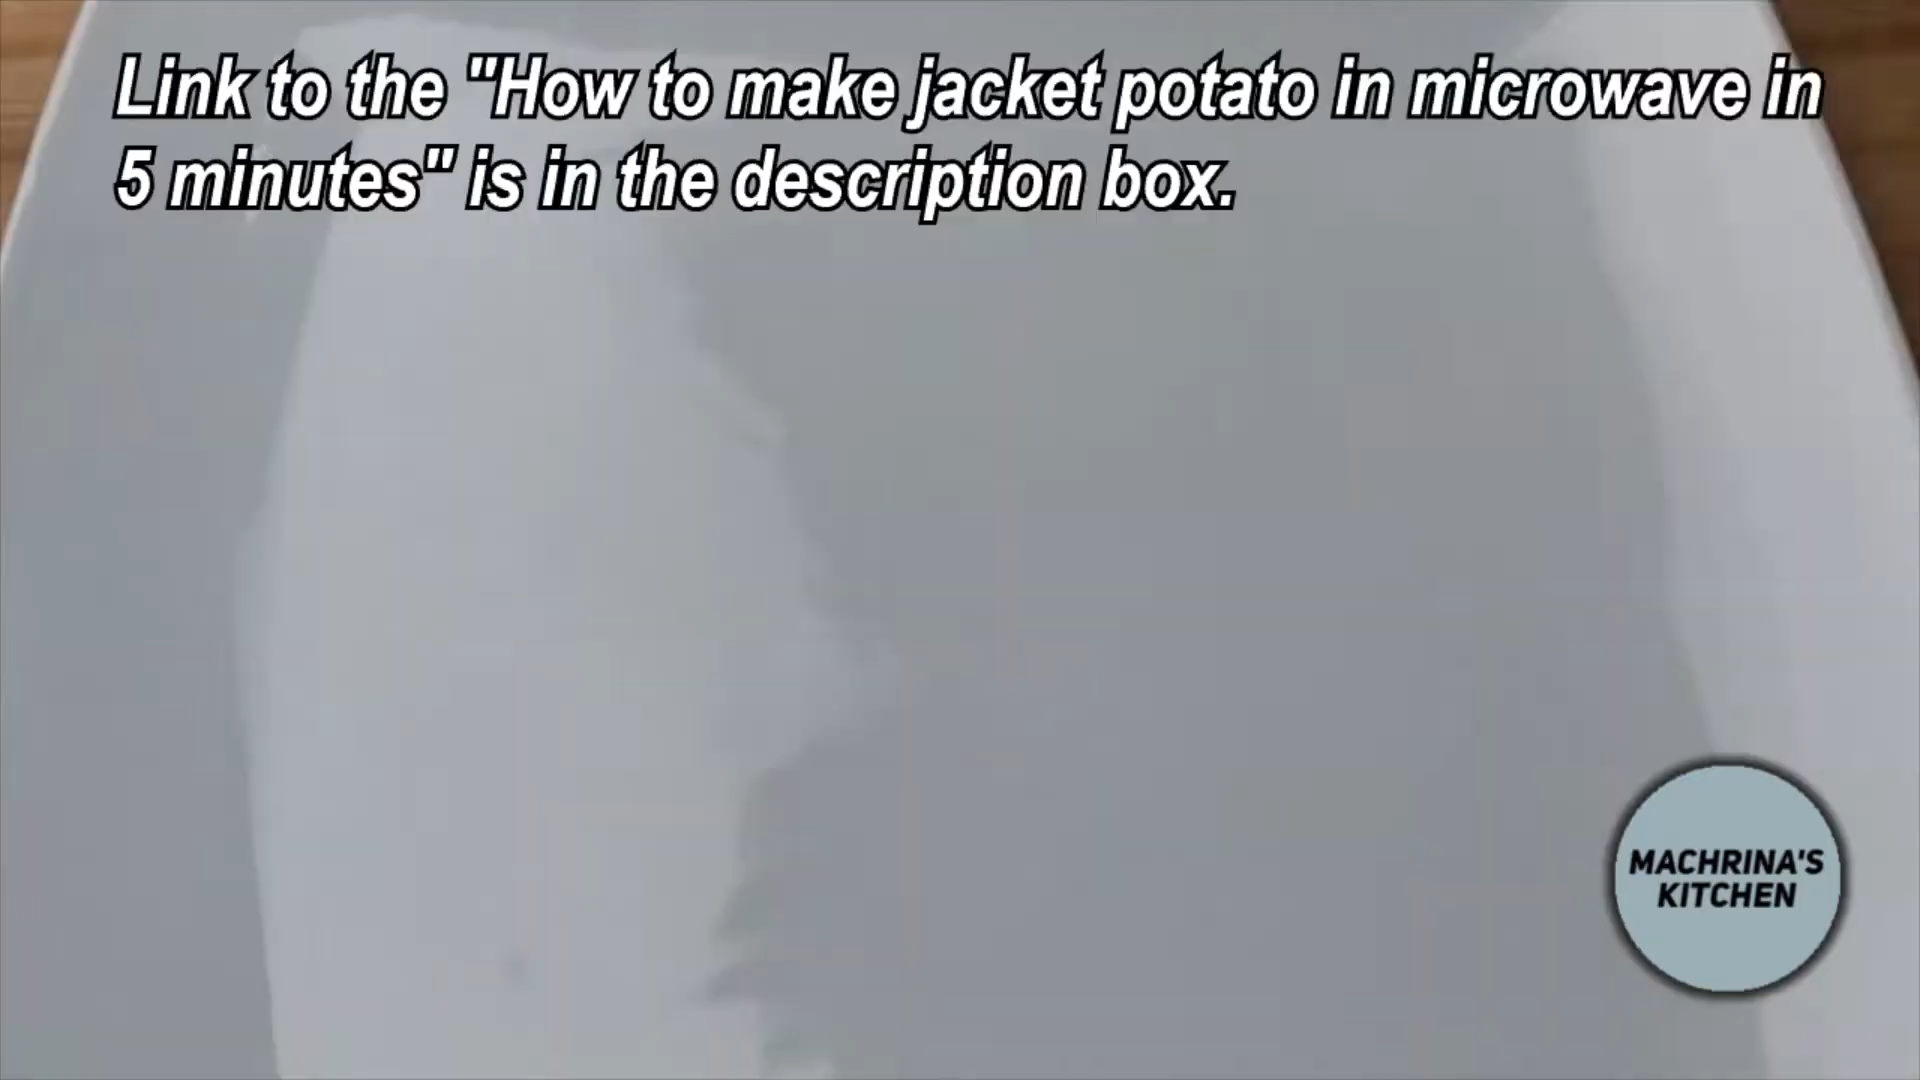 Link to the "How to make jacket potato in microwave in
5 minutes" is in the description box.
MACHRINA'S
KITCHEN